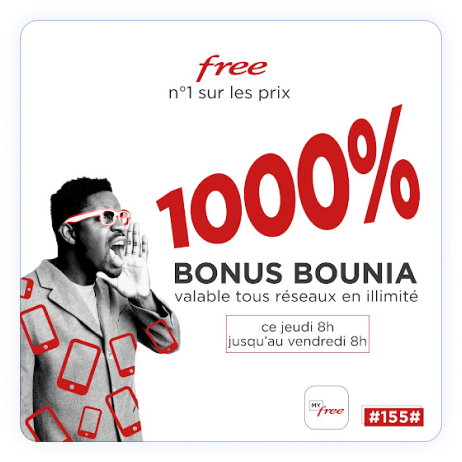 free
n°1 sur les prix
1000%
BONUS BOUNIA
valable tous réseaux en illimité
ce jeudi 8h
jusqu'au vendredi 8h
MY
free
#155#